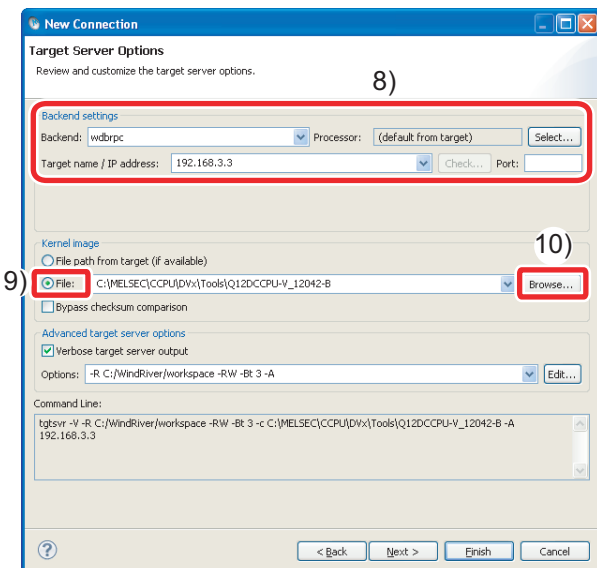 New Connection
Target Server Options
Review and customize the target server options.
8)
Backend settings
Backend: wdbrpc Processor: (default from target) Select...
Target name / IP address: 192.168.3.3 Check... Port:
Kernel image
10)
File path from target (if available)
9) File: C:\MELSEC\CCPU\DVx\Tools\Q12DCCPU-V_12042-B Browse...
Bypass checksum comparison
Advanced target server options
Verbose target server output
Options: -R C:/WindRiver/workspace -RW -Bt 3 -A Edit...
Command Line:
tgtsvr -V -R C:/WindRiver/workspace -RW -Bt 3 -c C:\MELSEC\CCPU\DVx\Tools\Q12DCCPU-V_12042-B -A
192.168.3.3
? < Back Next > Finish Cancel